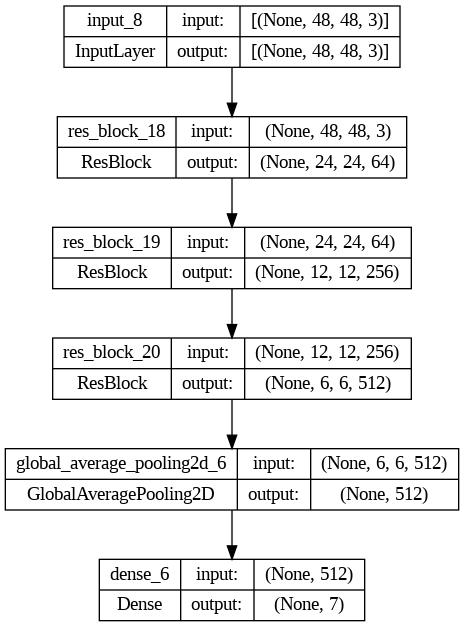 input_8 input: [(None, 48, 48, 3)]
InputLayer output: [(None, 48, 48, 3)]
res_block_18 input: (None, 48, 48, 3)
ResBlock output: (None, 24, 24, 64)
res_block_19 input: (None, 24, 24, 64)
ResBlock output: (None, 12, 12, 256)
res_block_20 input: (None, 12, 12, 256)
ResBlock output: (None, 6, 6, 512)
global_average_pooling2d_6 input: (None, 6, 6, 512)
GlobalAveragePooling2D output: (None, 512)
dense_6 input: (None, 512)
Dense output: (None, 7)